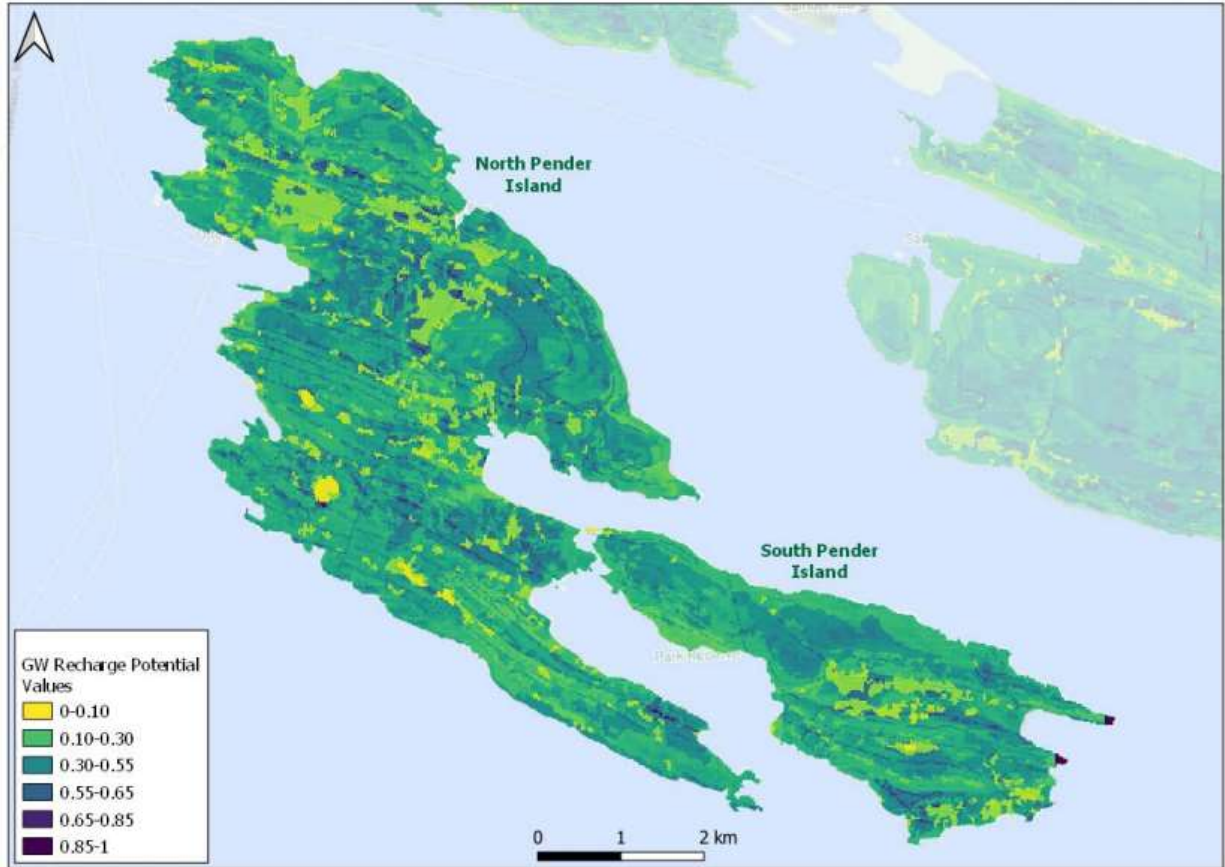 North Pender
Island
South Pender
Island
GW Recharge Potential
Values
0-0.10
0.10-0.30
0.30-0.55
0.55-0.65
0.65-0.85
0.85-1
0 1 2 km